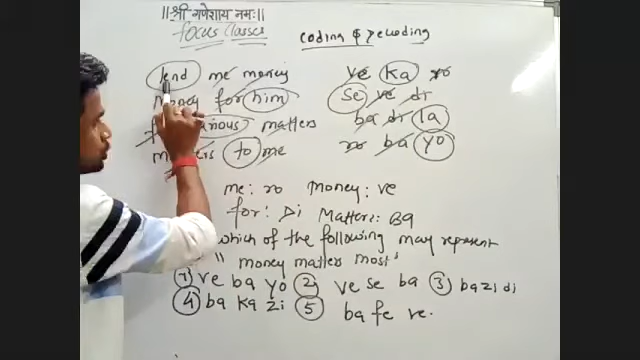 ||श्री गणेशाय नमः||
focus Classes
coding & Decoding
lend me money ve ka ro
money for him se ve di
matters ba di la
to me ro ba yo
me: ro money: ve
for: Di Matters: Ba
which of the following may represent
"money matters most"
1 ve ba yo 2 ve se ba 3 ba zi di
4 ba ka zi 5 ba fe ve.